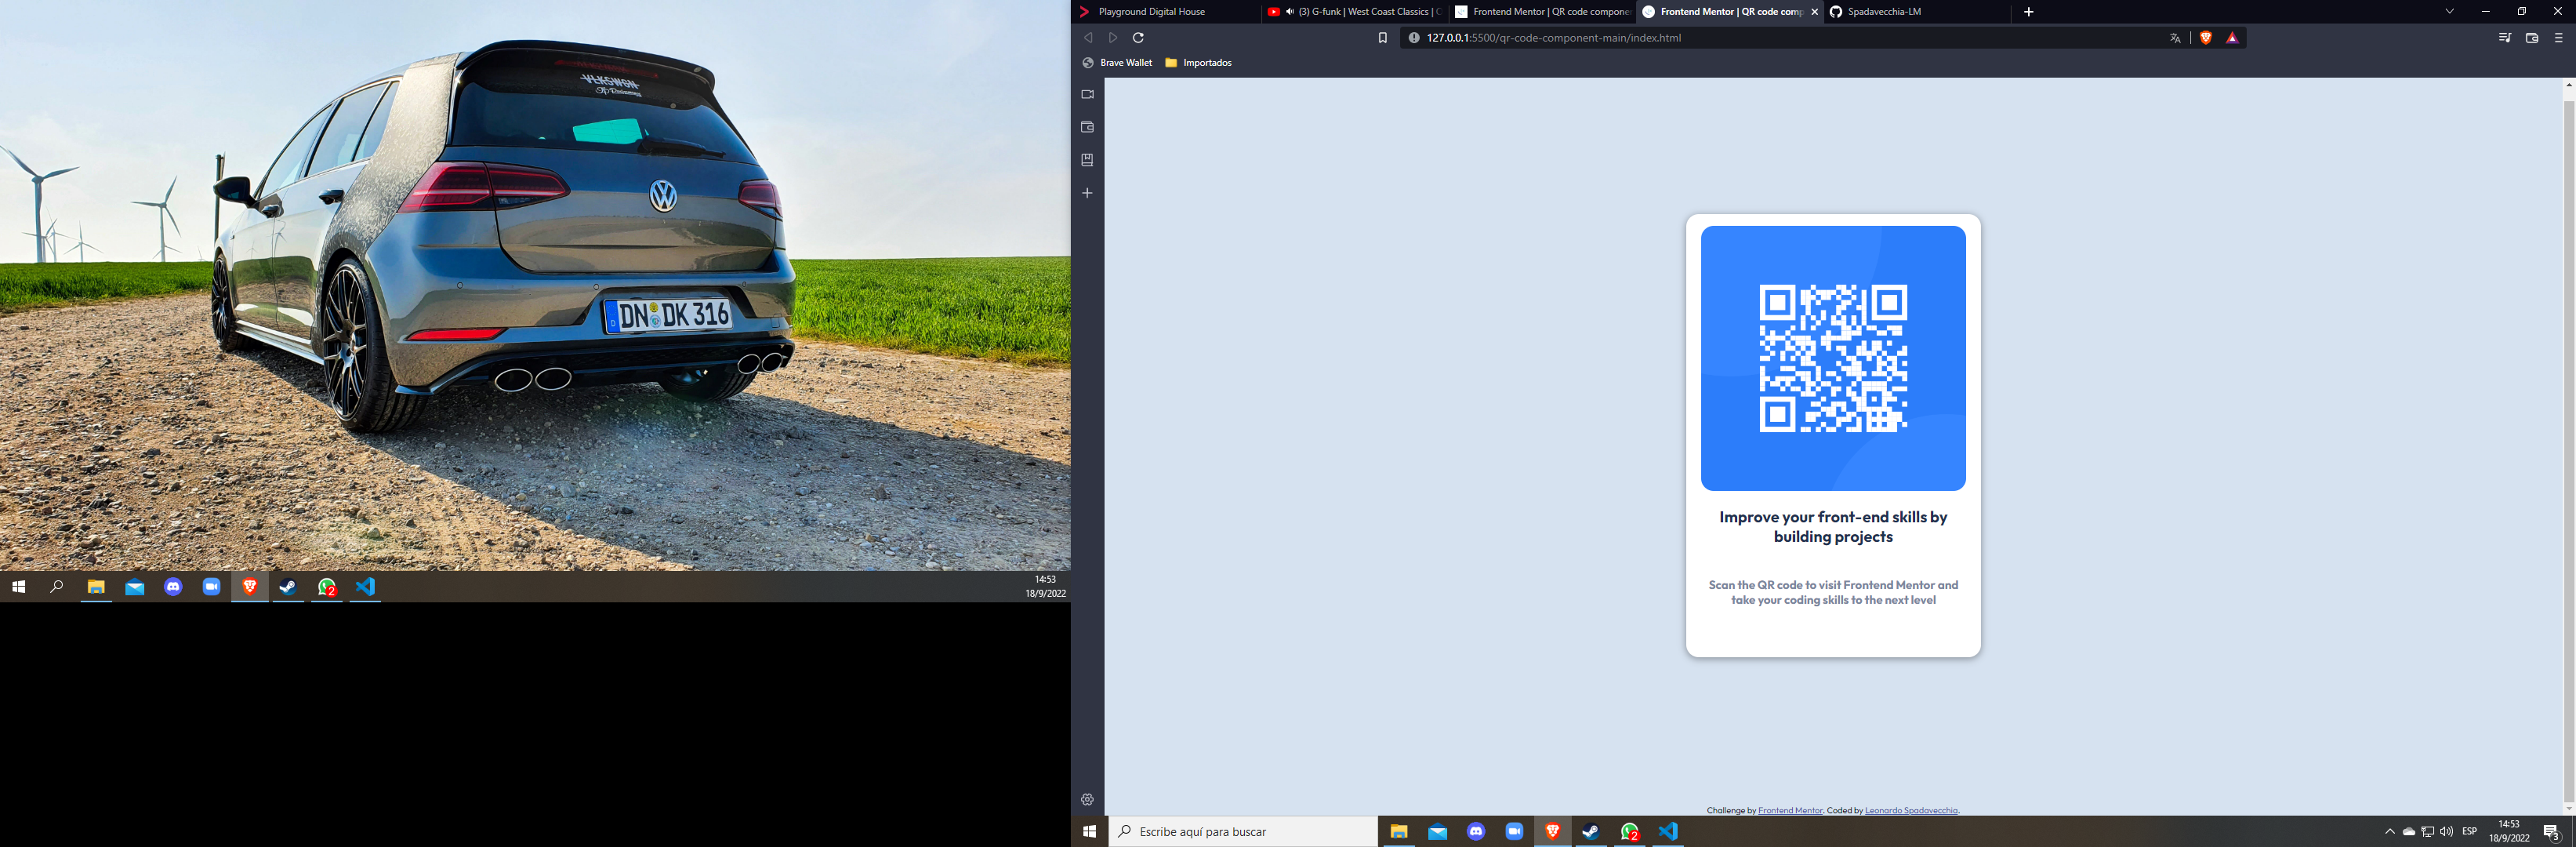 DN DK 316
14:53
18/9/2022
Playground Digital House
(3) G-funk | West Coast Classics |
Frontend Mentor | QR code compone
Frontend Mentor | QR code comp
Spadavecchia-LM
127.0.0.1:5500/qr-code-component-main/index.html
Brave Wallet
Importados
Improve your front-end skills by
building projects
Scan the QR code to visit Frontend Mentor and
take your coding skills to the next level
Challenge by Frontend Mentor. Coded by Leonardo Spadavecchia.
Escribe aquí para buscar
2
2
ESP
14:53
18/9/2022
3